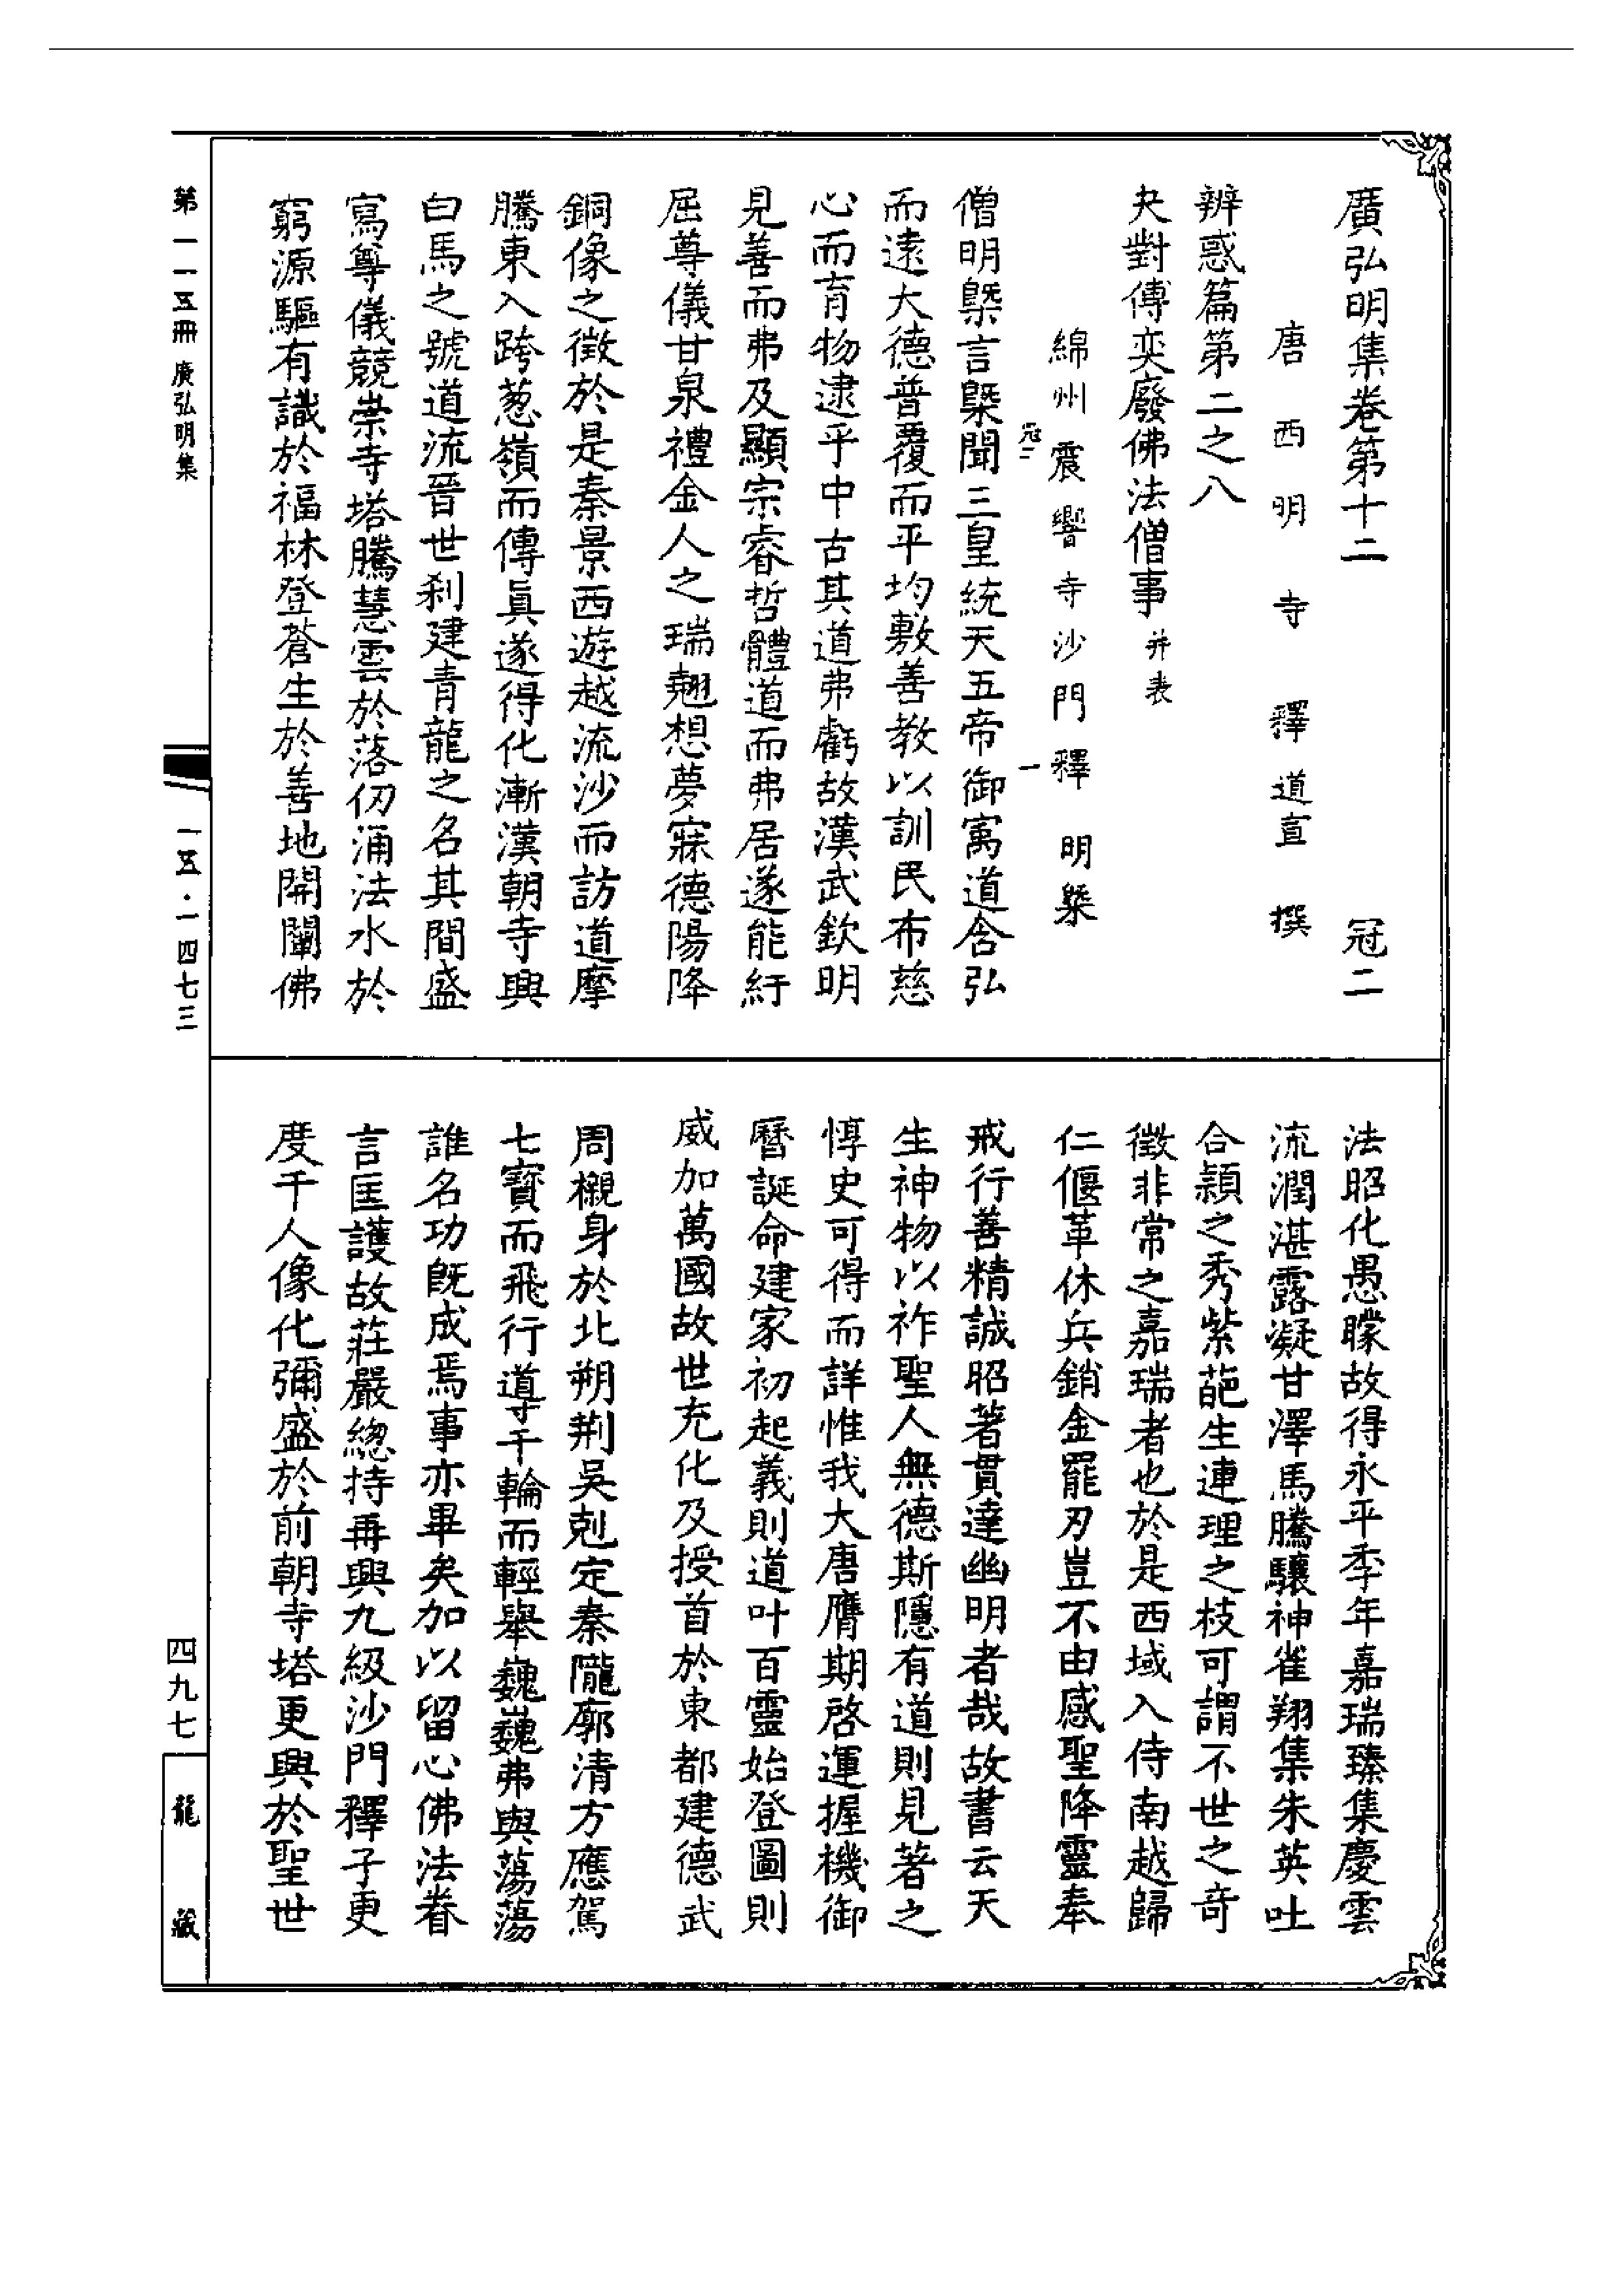 廣弘明集卷第十二 冠二
唐西明寺釋道宣撰
辨惑篇第二之八
夬對傅奕廢佛法僧事并表
綿州震響寺沙門釋明槩
冠二 一
僧明槩言槩聞三皇統天五帝御寓道含弘
而遠大德普覆而平均敷善教以訓民布慈
心而育物逮乎中古其道弗虧故漢武欽明
見善而弗及顯宗睿哲體道而弗居遂能紆
屈尊儀甘泉禮金人之瑞翹想夢寐德陽降
銅像之徵於是秦景西遊越流沙而訪道摩
騰東入跨葱嶺而傳眞遂得化漸漢朝寺興
白馬之號道流晉世刹建青龍之名其間盛
寫尊儀競崇寺塔騰慧雲於落仞涌法水於
窮源驅有識於福林登蒼生於善地開闡佛
法昭化愚矇故得永平季年嘉瑞臻集慶雲
流潤湛露凝甘澤馬騰驤神雀翔集朱英吐
合穎之秀紫葩生連理之枝可謂不世之奇
徵非常之嘉瑞者也於是西域入侍南越歸
仁偃革休兵銷金罷刃豈不由感聖降靈奉
戒行善精誠昭著貫達幽明者哉故書云天
生神物以祚聖人無德斯隱有道則見著之
惇史可得而詳惟我大唐膺期啓運握機御
曆誕命建家初起義則道叶百靈始登圖則
威加萬國故世充化及授首於東都建德武
周櫬身於北朔荆吳剋定秦隴廓清方應駕
七寶而飛行導千輪而輕舉巍巍弗與蕩蕩
誰名功旣成焉事亦畢矣加以留心佛法眷
言匡護故莊嚴總持再興九級沙門釋子更
度千人像化彌盛於前朝寺塔更興於聖世
第一一五冊 廣弘明集
一五·一四七三
四九七
龍藏